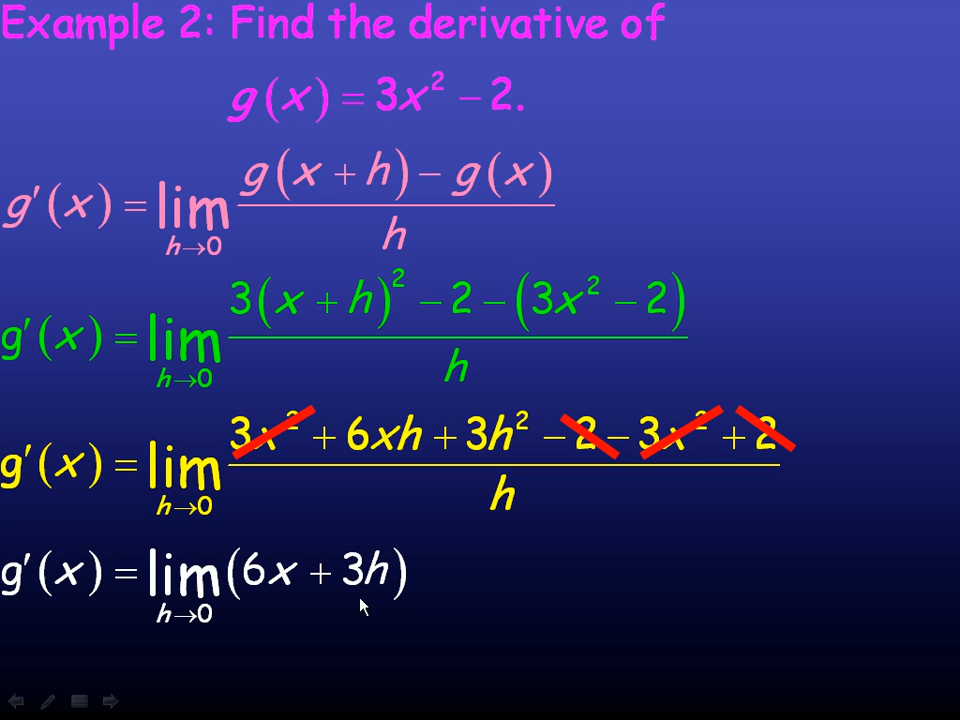 Example 2: Find the derivative of
g(x) = 3x² − 2.
g′(x) = lim h→0 (g(x + h) − g(x)) / h
g′(x) = lim h→0 (3(x + h)² − 2 − (3x² − 2)) / h
g′(x) = lim h→0 (3x² + 6xh + 3h² − 2 − 3x² + 2) / h
g′(x) = lim h→0 (6x + 3h)